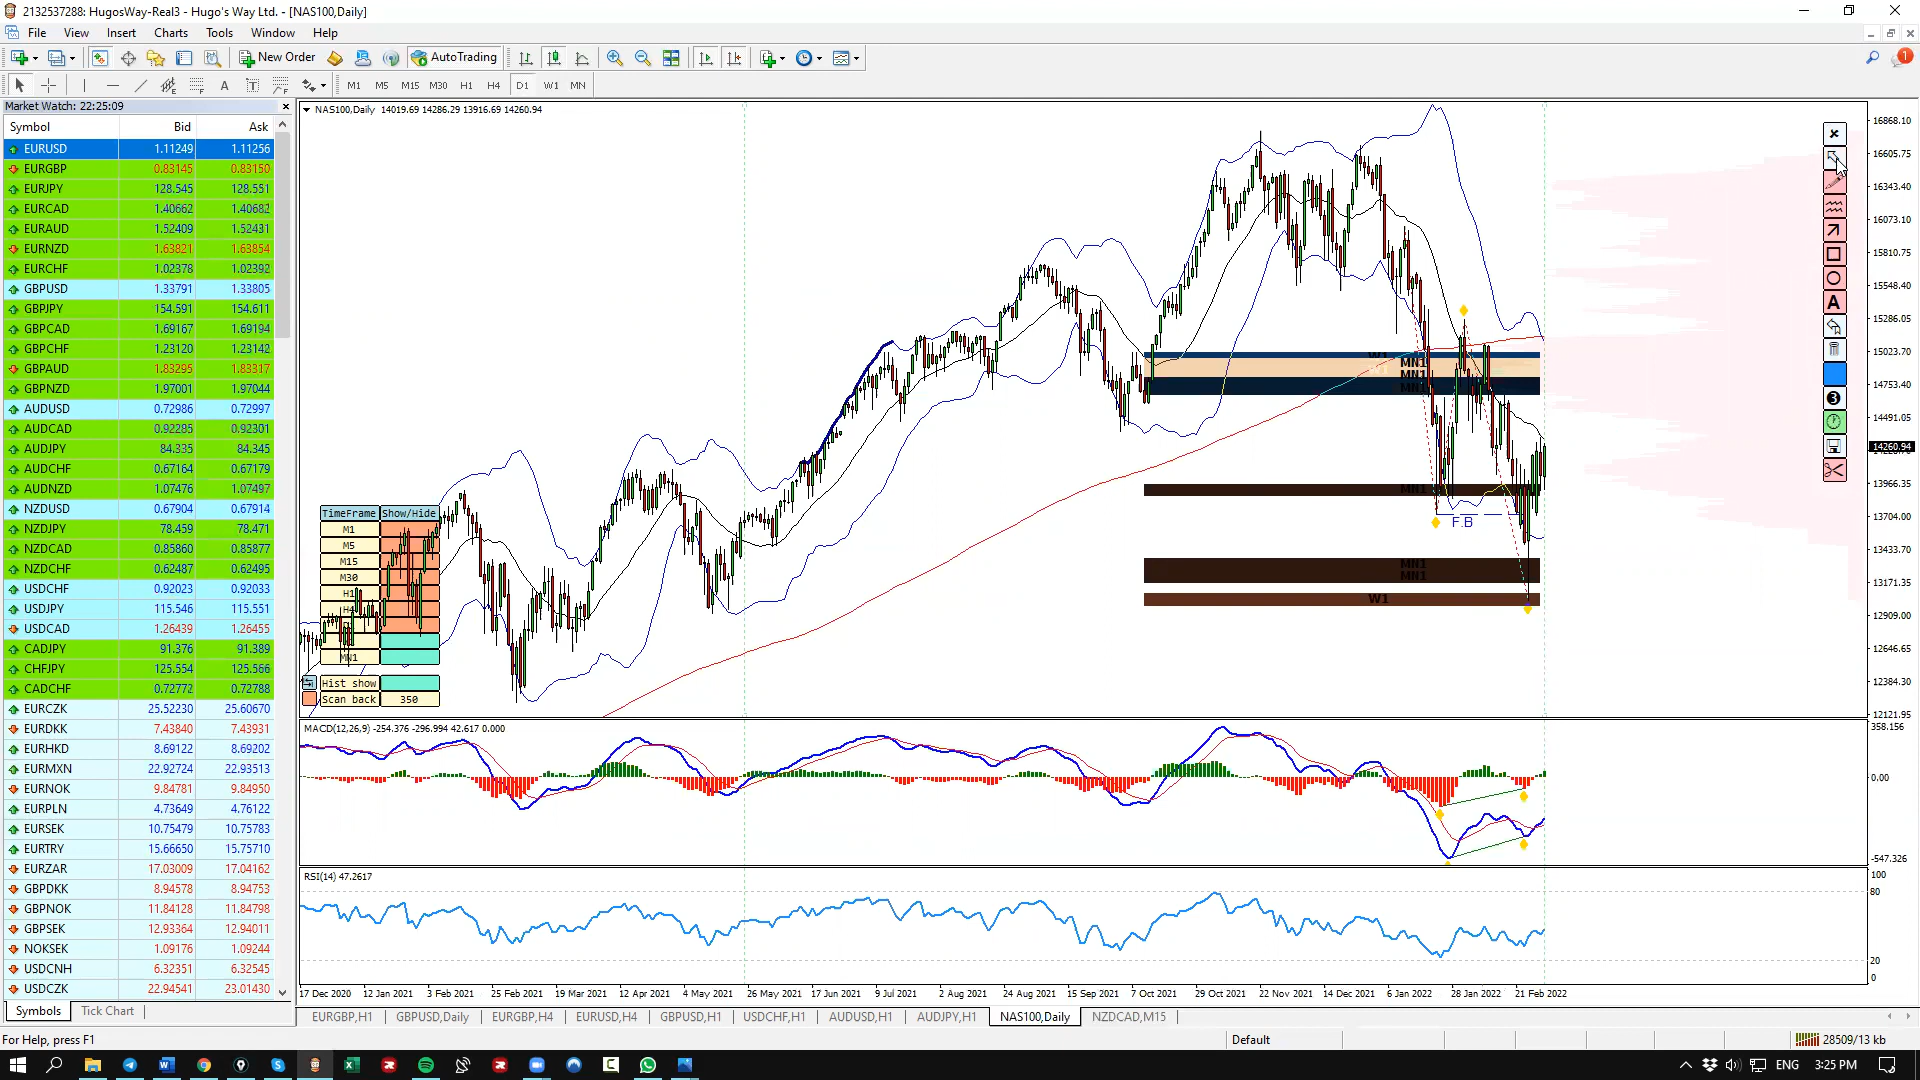 2132537288: HugosWay-Real3 - Hugo's Way Ltd. - [NAS100,Daily]
File View Insert Charts Tools Window Help
New Order AutoTrading
A T M1 M5 M15 M30 H1 H4 D1 W1 MN
Market Watch: 22:25:09
Symbol Bid Ask
EURUSD 1.11249 1.11256
EURGBP 0.83145 0.83150
EURJPY 128.545 128.551
EURCAD 1.40662 1.40682
EURAUD 1.52409 1.52431
EURNZD 1.63821 1.63854
EURCHF 1.02378 1.02392
GBPUSD 1.33791 1.33805
GBPJPY 154.591 154.611
GBPCAD 1.69167 1.69194
GBPCHF 1.23120 1.23142
GBPAUD 1.83295 1.83317
GBPNZD 1.97001 1.97044
AUDUSD 0.72986 0.72997
AUDCAD 0.92285 0.92301
AUDJPY 84.335 84.345
AUDCHF 0.67164 0.67179
AUDNZD 1.07476 1.07497
NZDUSD 0.67904 0.67914
NZDJPY 78.459 78.471
NZDCAD 0.85860 0.85877
NZDCHF 0.62487 0.62495
USDCHF 0.92023 0.92033
USDJPY 115.546 115.551
USDCAD 1.26439 1.26455
CADJPY 91.376 91.389
CHFJPY 125.554 125.566
CADCHF 0.72772 0.72788
EURCZK 25.52230 25.60670
EURDKK 7.43840 7.43931
EURHKD 8.69122 8.69202
EURMXN 22.92724 22.93513
EURNOK 9.84781 9.84950
EURPLN 4.73649 4.76122
EURSEK 10.75479 10.75783
EURTRY 15.66650 15.75710
EURZAR 17.03009 17.04162
GBPDKK 8.94578 8.94753
GBPNOK 11.84128 11.84798
GBPSEK 12.93364 12.94011
NOKSEK 1.09176 1.09244
USDCNH 6.32351 6.32545
USDCZK 22.94541 23.01430
Symbols Tick Chart
NAS100,Daily 14019.69 14286.29 13916.69 14260.94
W1
MN1
MN1
MN1
MN1
F.B
MN1
MN1
W1
TimeFrame Show/Hide
M1
M5
M15
M30
H1
H4
MN1
Hist show
Scan back 350
A
3
16868.10
16605.75
16343.40
16073.10
15810.75
15548.40
15286.05
15023.70
14753.40
14491.05
14260.94
13966.35
13704.00
13433.70
13171.35
12909.00
12646.65
12384.30
12121.95
MACD(12,26,9) -254.376 -296.994 42.617 0.000
358.156
0.00
-547.326
RSI(14) 47.2617
100
80
20
0
17 Dec 2020 12 Jan 2021 3 Feb 2021 25 Feb 2021 19 Mar 2021 12 Apr 2021 4 May 2021 26 May 2021 17 Jun 2021 9 Jul 2021 2 Aug 2021 24 Aug 2021 15 Sep 2021 7 Oct 2021 29 Oct 2021 22 Nov 2021 14 Dec 2021 6 Jan 2022 28 Jan 2022 21 Feb 2022
EURGBP,H1 GBPUSD,Daily EURGBP,H4 EURUSD,H4 GBPUSD,H1 USDCHF,H1 AUDUSD,H1 AUDJPY,H1 NAS100,Daily NZDCAD,M15
For Help, press F1 Default 28509/13 kb
ENG 3:25 PM